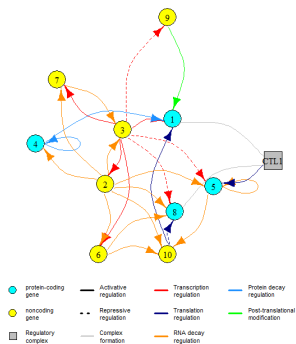 9
7
1
3
4
CTL1
2
5
8
6
10
protein-coding gene
Activative regulation
Transcription regulation
Protein decay regulation
noncoding gene
Repressive regulation
Translation regulation
Post-translational modification
Regulatory complex
Complex formation
RNA decay regulation